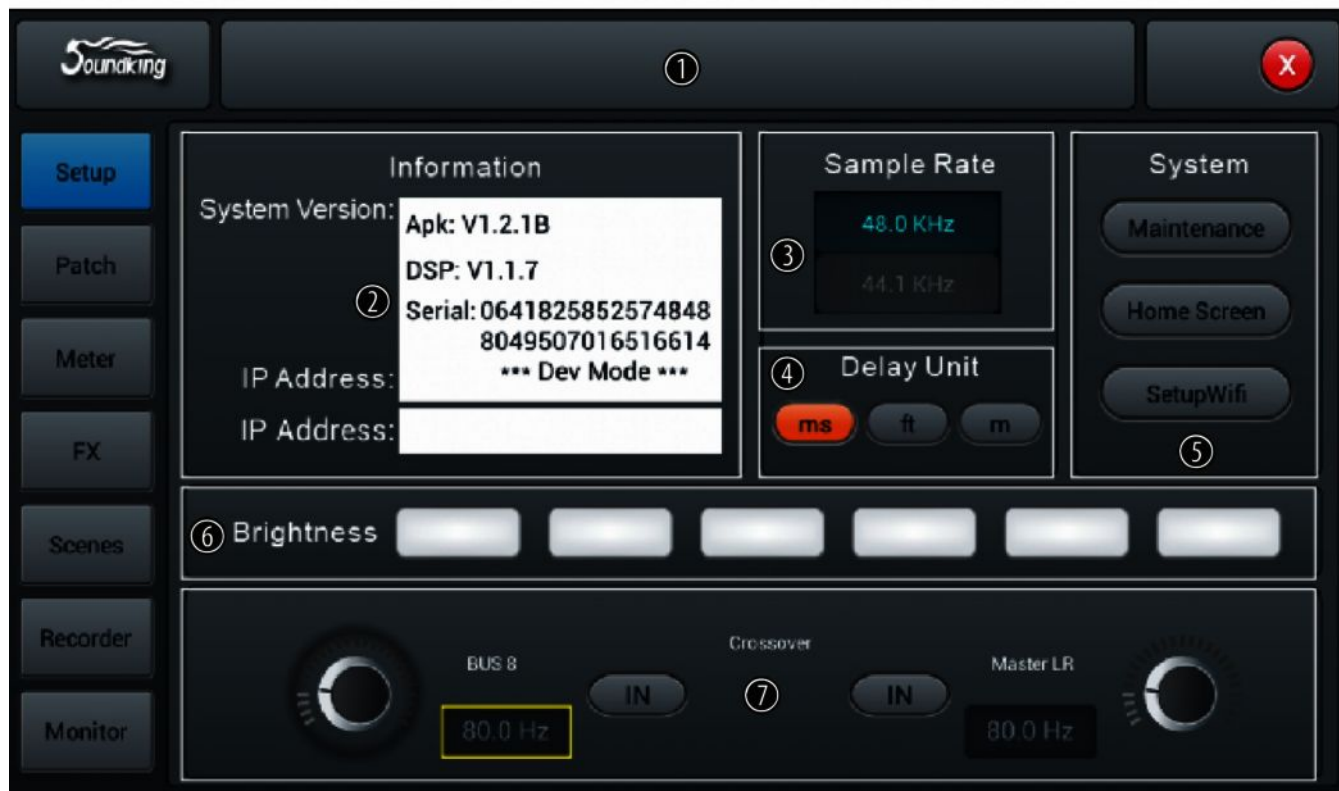 Soundking
①
X
Setup
Patch
Meter
FX
Scenes
Recorder
Monitor
Information
System Version:
Apk: V1.2.1B
DSP: V1.1.7
②
Serial: 0641825852574848
8049507016516614
*** Dev Mode ***
IP Address:
IP Address:
Sample Rate
48.0 KHz
③
44.1 KHz
④ Delay Unit
ms ft m
System
Maintenance
Home Screen
SetupWifi
⑤
⑥ Brightness
Crossover
BUS 8
Master LR
IN ⑦ IN
80.0 Hz
80.0 Hz